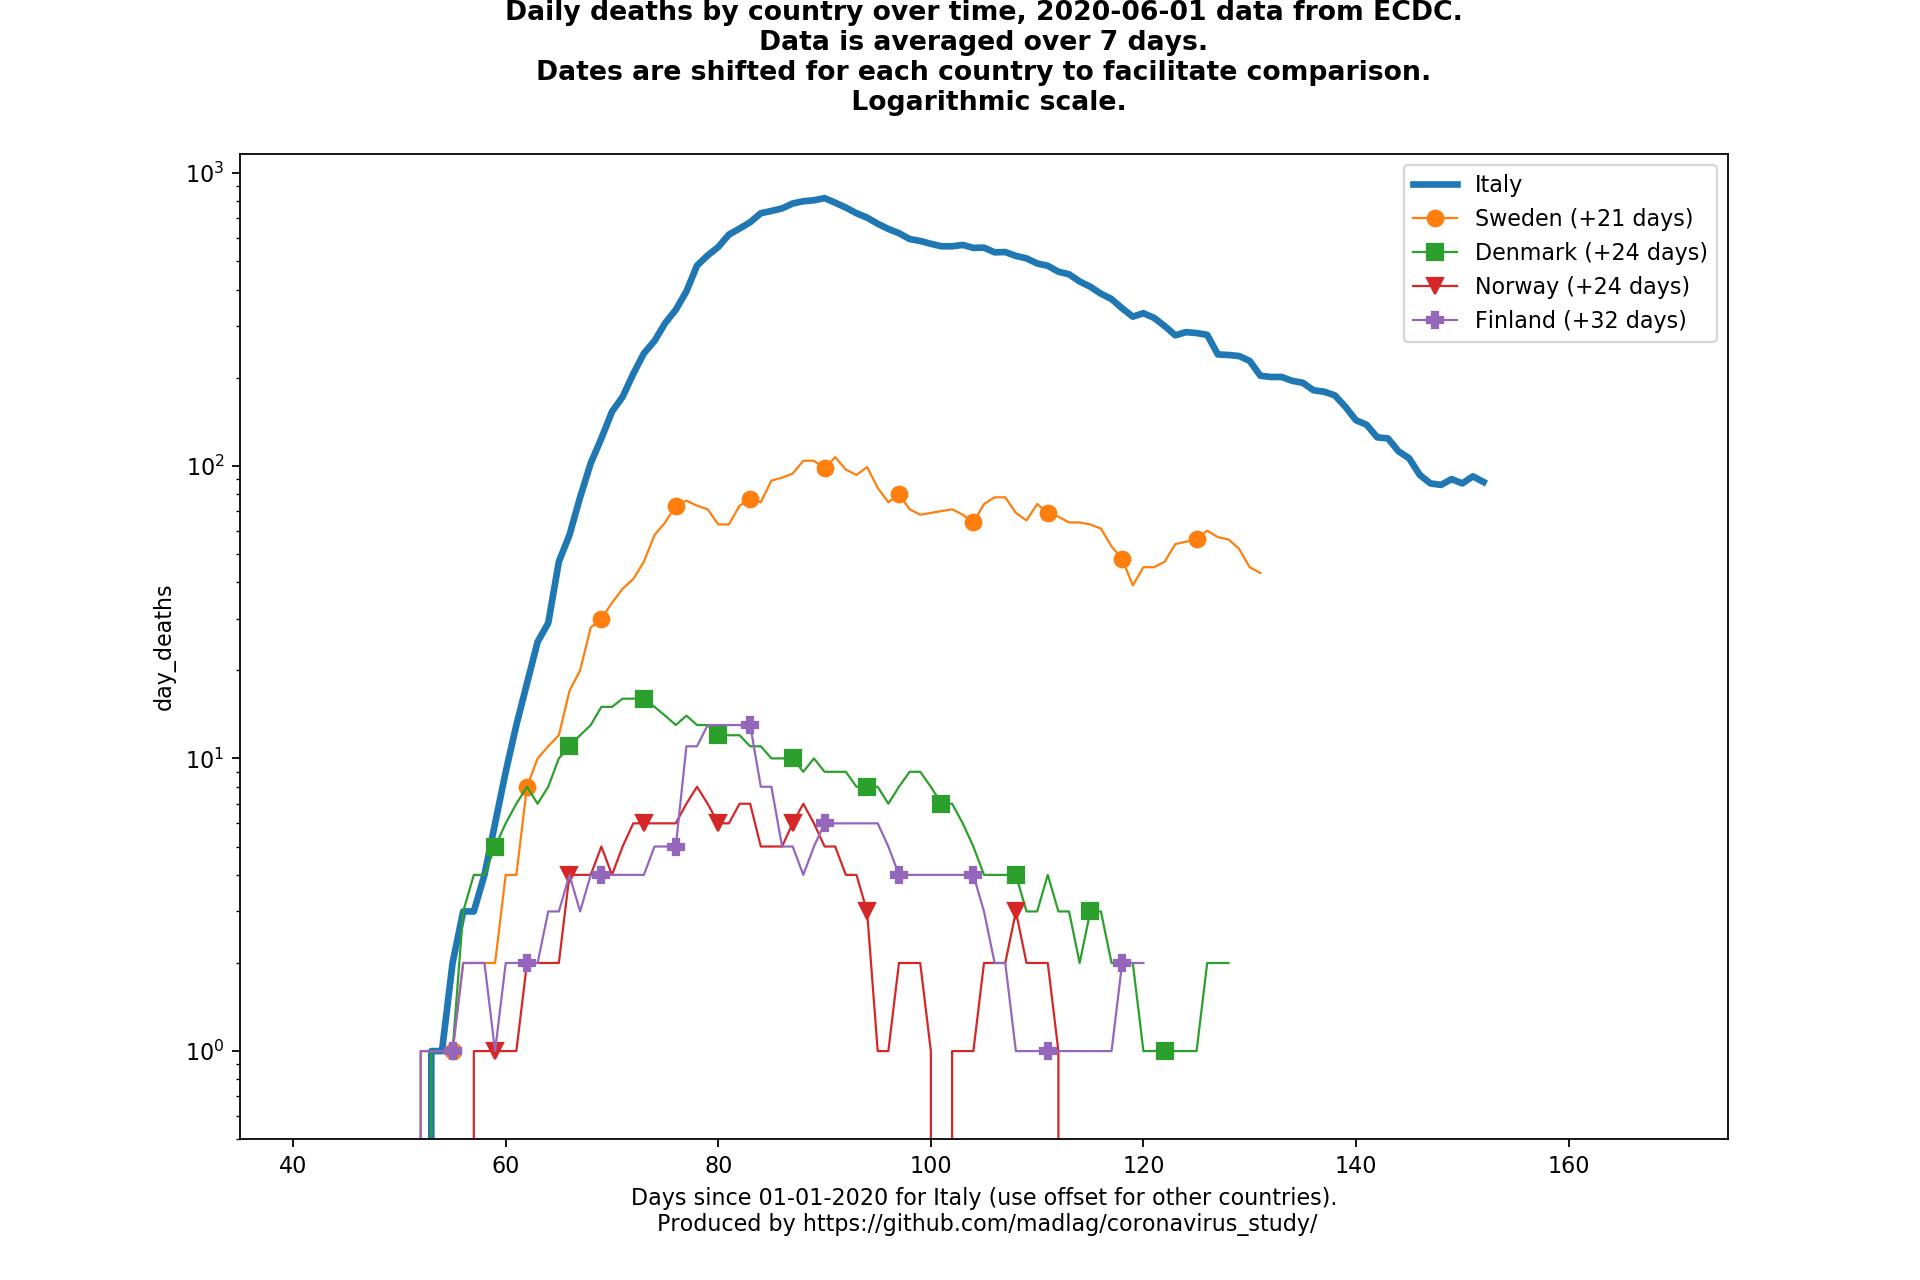 Daily deaths by country over time, 2020-06-01 data from ECDC.
Data is averaged over 7 days.
Dates are shifted for each country to facilitate comparison.
Logarithmic scale.
10³
10²
10¹
10⁰
day_deaths
Italy
Sweden (+21 days)
Denmark (+24 days)
Norway (+24 days)
Finland (+32 days)
40 60 80 100 120 140 160
Days since 01-01-2020 for Italy (use offset for other countries).
Produced by https://github.com/madlag/coronavirus_study/